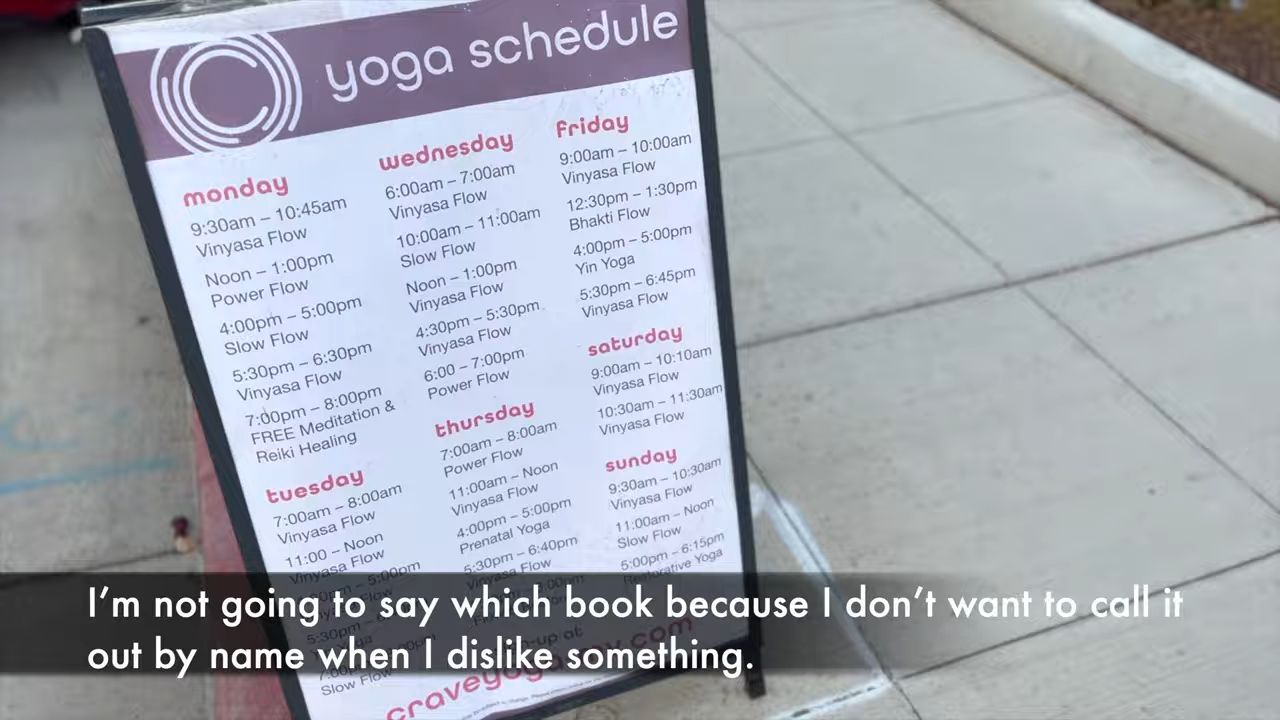 yoga schedule
monday
9:30am – 10:45am
Vinyasa Flow
Noon – 1:00pm
Power Flow
4:00pm – 5:00pm
Slow Flow
5:30pm – 6:30pm
Vinyasa Flow
7:00pm – 8:00pm
FREE Meditation &
Reiki Healing
tuesday
7:00am – 8:00am
Vinyasa Flow
11:00 – Noon
Vinyasa Flow
– 5:00pm
Slow Flow
wednesday
6:00am – 7:00am
Vinyasa Flow
10:00am – 11:00am
Slow Flow
Noon – 1:00pm
Vinyasa Flow
4:30pm – 5:30pm
Vinyasa Flow
6:00 – 7:00pm
Power Flow
thursday
7:00am – 8:00am
Power Flow
11:00am – Noon
Vinyasa Flow
4:00pm – 5:00pm
Prenatal Yoga
5:30pm – 6:40pm
Vinyasa Flow
friday
9:00am – 10:00am
Vinyasa Flow
12:30pm – 1:30pm
Bhakti Flow
4:00pm – 5:00pm
Yin Yoga
5:30pm – 6:45pm
Vinyasa Flow
saturday
9:00am – 10:10am
Vinyasa Flow
10:30am – 11:30am
Vinyasa Flow
sunday
9:30am – 10:30am
Vinyasa Flow
11:00am – Noon
Slow Flow
5:00pm – 6:15pm
Restorative Yoga
I'm not going to say which book because I don't want to call it
out by name when I dislike something.